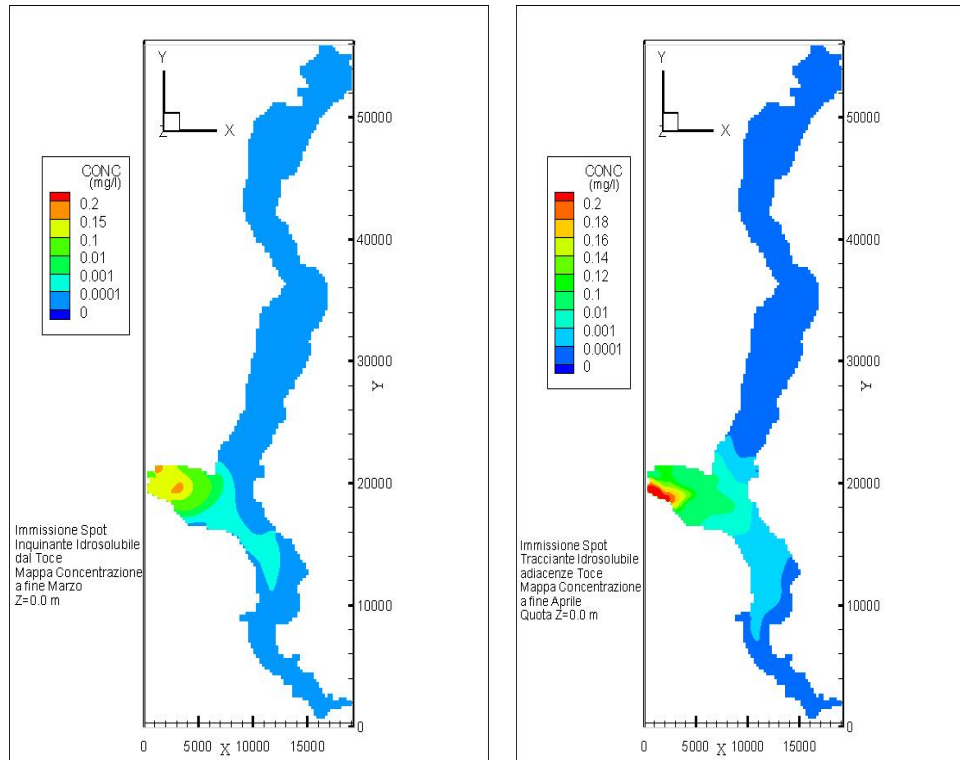 Y
Z X
CONC
(mg/l)
0.2
0.15
0.1
0.01
0.001
0.0001
0
50000
40000
30000
Y
20000
10000
0
Immissione Spot
Inquinante Idrosolubile
dal Toce
Mappa Concentrazione
a fine Marzo
Z=0.0 m
0 5000 X 10000 15000
Y
Z X
CONC
(mg/l)
0.2
0.18
0.16
0.14
0.12
0.1
0.01
0.001
0.0001
0
50000
40000
30000
Y
20000
10000
0
Immissione Spot
Tracciante Idrosolubile
adiacenze Toce
Mappa Concentrazione
a fine Aprile
Quota Z=0.0 m
0 5000 X 10000 15000